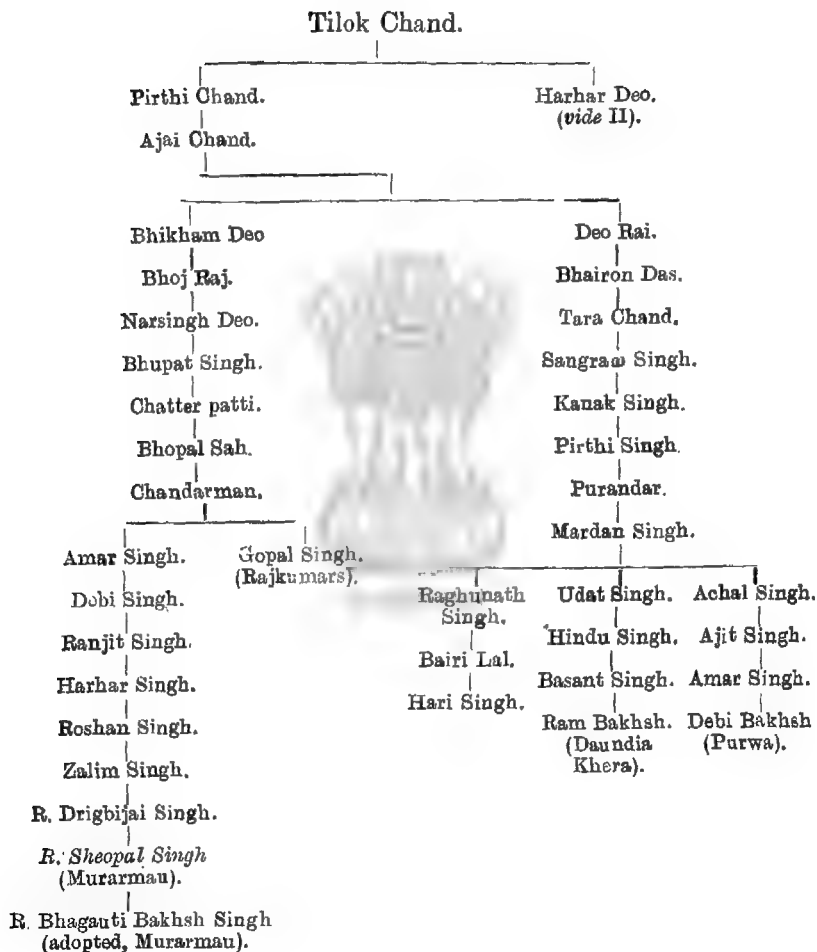 Tilok Chand.
Pirthi Chand. Harhar Deo.
(vide II).
Ajai Chand.
Bhikham Deo Deo Rai.
Bhoj Raj. Bhairon Das.
Narsingh Deo. Tara Chand.
Bhupat Singh. Sangram Singh.
Chatter patti. Kanak Singh.
Bhopal Sah. Pirthi Singh.
Chandarman. Purandar.
Mardan Singh.
Amar Singh. Gopal Singh.
(Rajkumars).
Raghunath Udat Singh. Achal Singh.
Debi Singh. Singh.
Ranjit Singh. Hindu Singh. Ajit Singh.
Bairi Lal.
Harhar Singh. Basant Singh. Amar Singh.
Hari Singh.
Roshan Singh. Ram Bakhsh. Debi Bakhsh
(Daundia (Purwa).
Khera).
Zalim Singh.
R. Drigbijai Singh.
R. Sheopal Singh
(Murarmau).
R. Bhagauti Bakhsh Singh
(adopted, Murarmau).